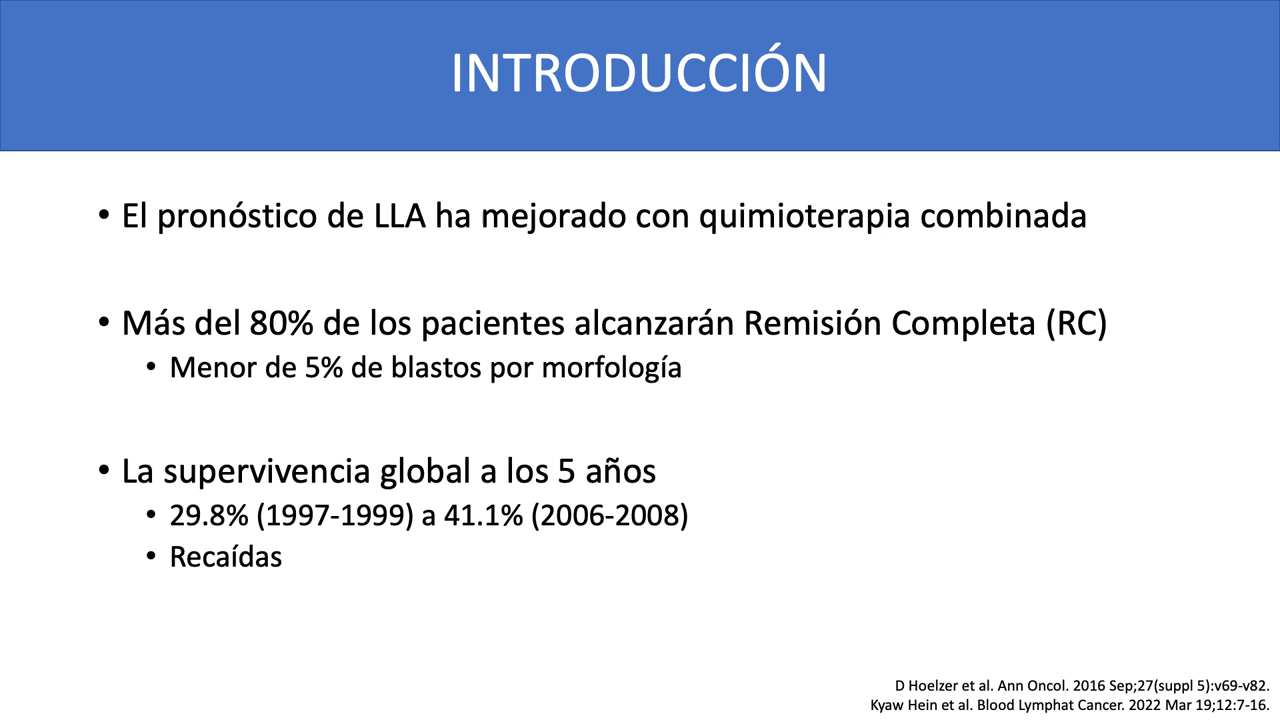 INTRODUCCIÓN
• El pronóstico de LLA ha mejorado con quimioterapia combinada
• Más del 80% de los pacientes alcanzarán Remisión Completa (RC)
• Menor de 5% de blastos por morfología
• La supervivencia global a los 5 años
• 29.8% (1997-1999) a 41.1% (2006-2008)
• Recaídas
D Hoelzer et al. Ann Oncol. 2016 Sep;27(suppl 5):v69-v82.
Kyaw Hein et al. Blood Lymphat Cancer. 2022 Mar 19;12:7-16.